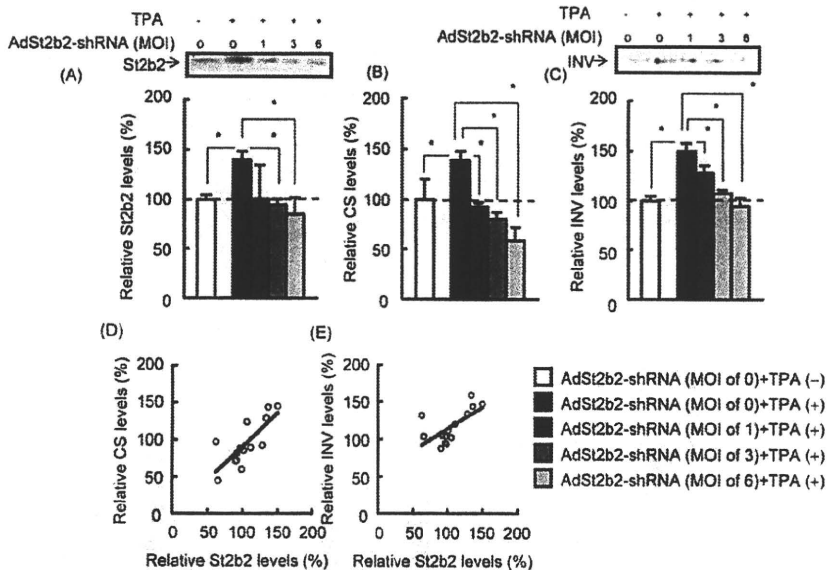 TPA - + + + +
AdSt2b2-shRNA (MOI) 0 0 1 3 6
St2b2→
(A)
Relative St2b2 levels (%)
200
150
100
50
0
* * *
(B)
Relative CS levels (%)
200
150
100
50
0
* * * *
TPA - + + + +
AdSt2b2-shRNA (MOI) 0 0 1 3 6
INV→
(C)
Relative INV levels (%)
200
150
100
50
0
* * * *
(D)
Relative CS levels (%)
200
150
100
50
0
0 50 100 150 200
Relative St2b2 levels (%)
(E)
Relative INV levels (%)
200
150
100
50
0
0 50 100 150 200
Relative St2b2 levels (%)
AdSt2b2-shRNA (MOI of 0)+TPA (−)
AdSt2b2-shRNA (MOI of 0)+TPA (+)
AdSt2b2-shRNA (MOI of 1)+TPA (+)
AdSt2b2-shRNA (MOI of 3)+TPA (+)
AdSt2b2-shRNA (MOI of 6)+TPA (+)